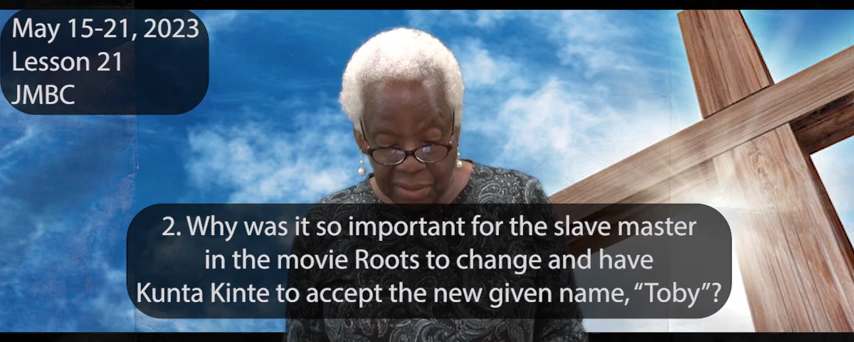 May 15-21, 2023
Lesson 21
JMBC
2. Why was it so important for the slave master
in the movie Roots to change and have
Kunta Kinte to accept the new given name, “Toby”?